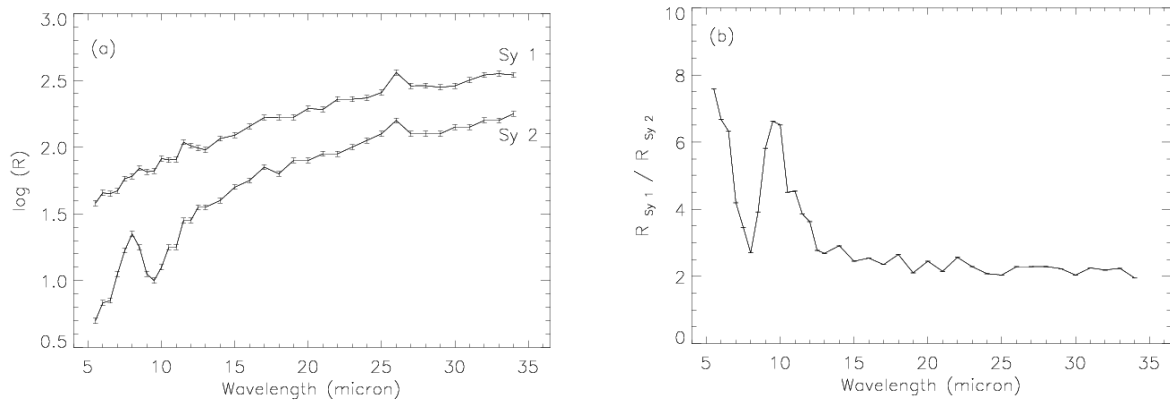 (a)
Sy 1
Sy 2
3.0
2.5
2.0
1.5
1.0
0.5
log (R)
5 10 15 20 25 30 35
Wavelength (micron)
(b)
10
8
6
4
2
0
R Sy 1 / R Sy 2
5 10 15 20 25 30 35
Wavelength (micron)